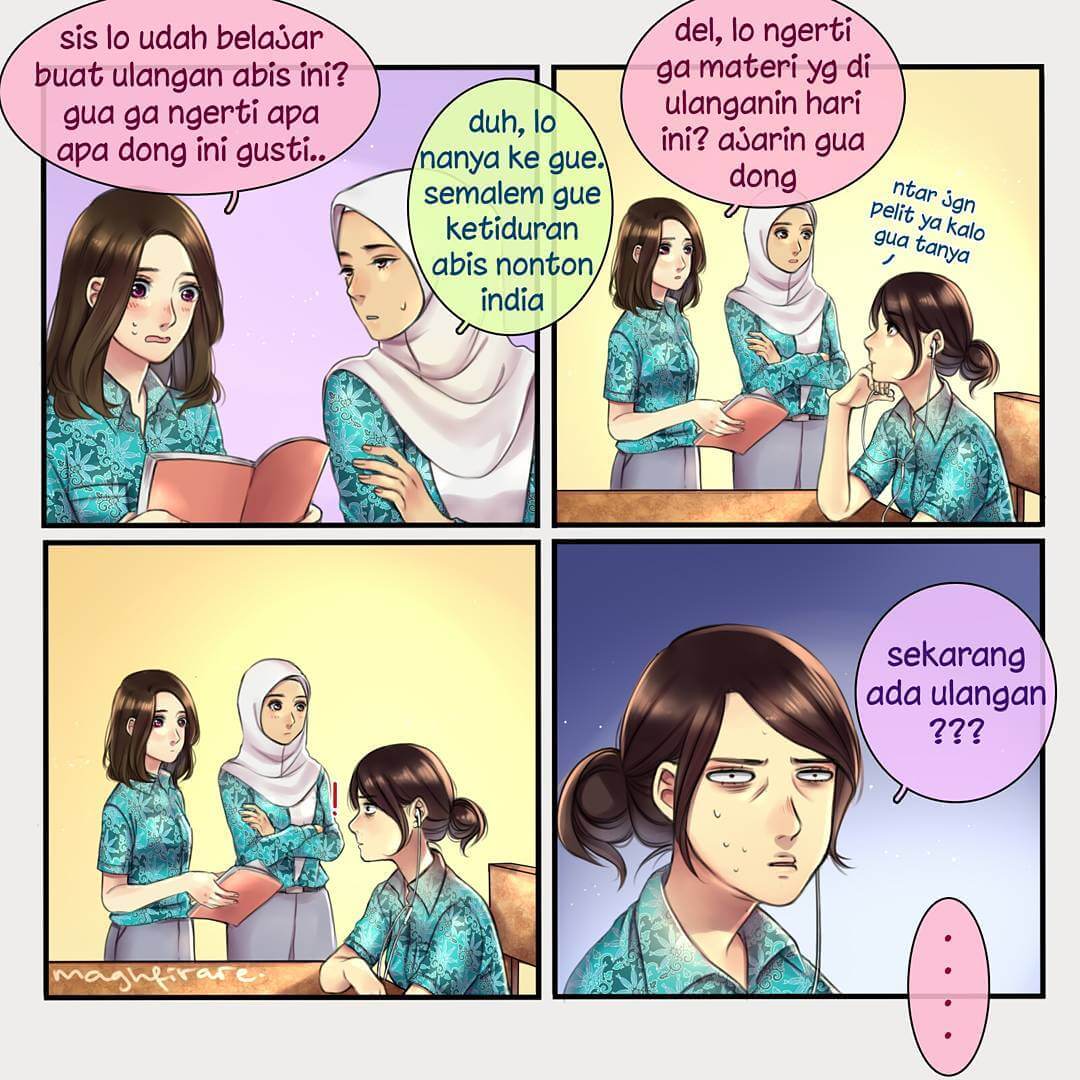 sis lo udah belajar
buat ulangan abis ini?
gua ga ngerti apa
apa dong ini gusti..
duh, lo
nanya ke gue.
semalem gue
ketiduran
abis nonton
india
del, lo ngerti
ga materi yg di
ulanganin hari
ini? ajarin gua
dong
ntar jgn
pelit ya kalo
gua tanya
!
maghfirare.
sekarang
ada ulangan
???
. . . .